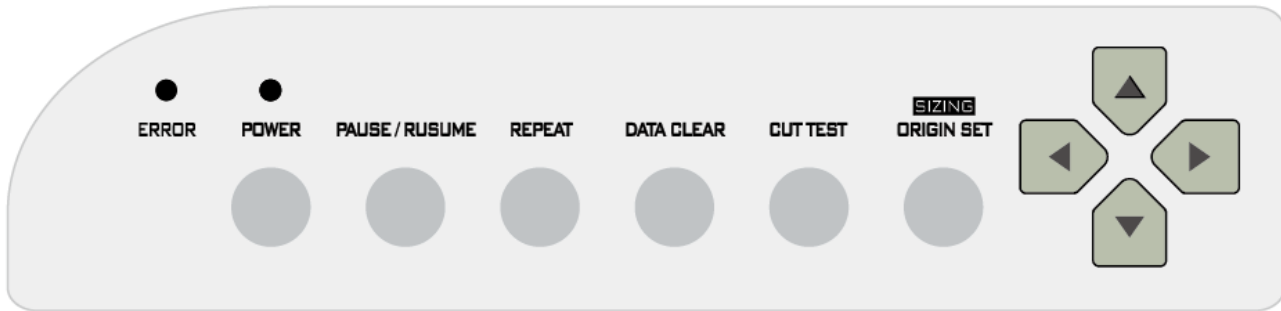 SIZING
ERROR POWER PAUSE / RUSUME REPEAT DATA CLEAR CUT TEST ORIGIN SET